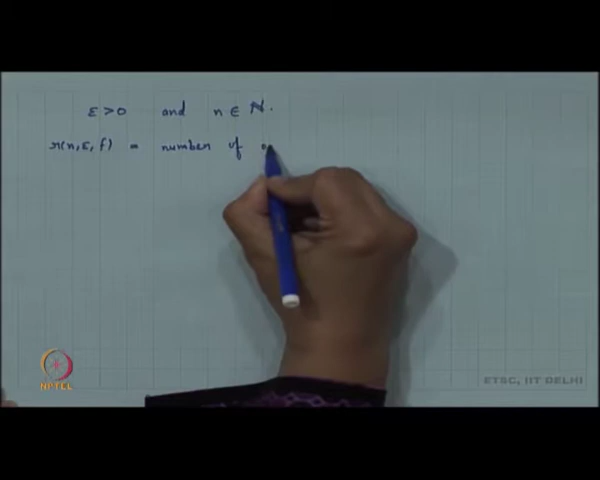 ε > 0 and n ∈ ℕ.
r(n, ε, f) = number of
NPTEL
ETSC, IIT DELHI